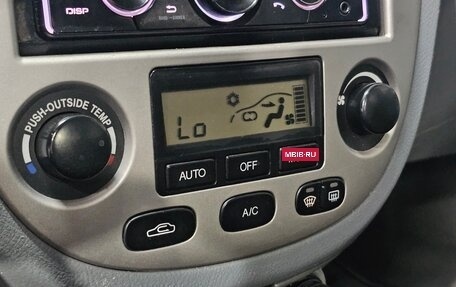 DISP
PUSH-OUTSIDE TEMP
Lo
AUTO
OFF
MBIB.RU
A/C